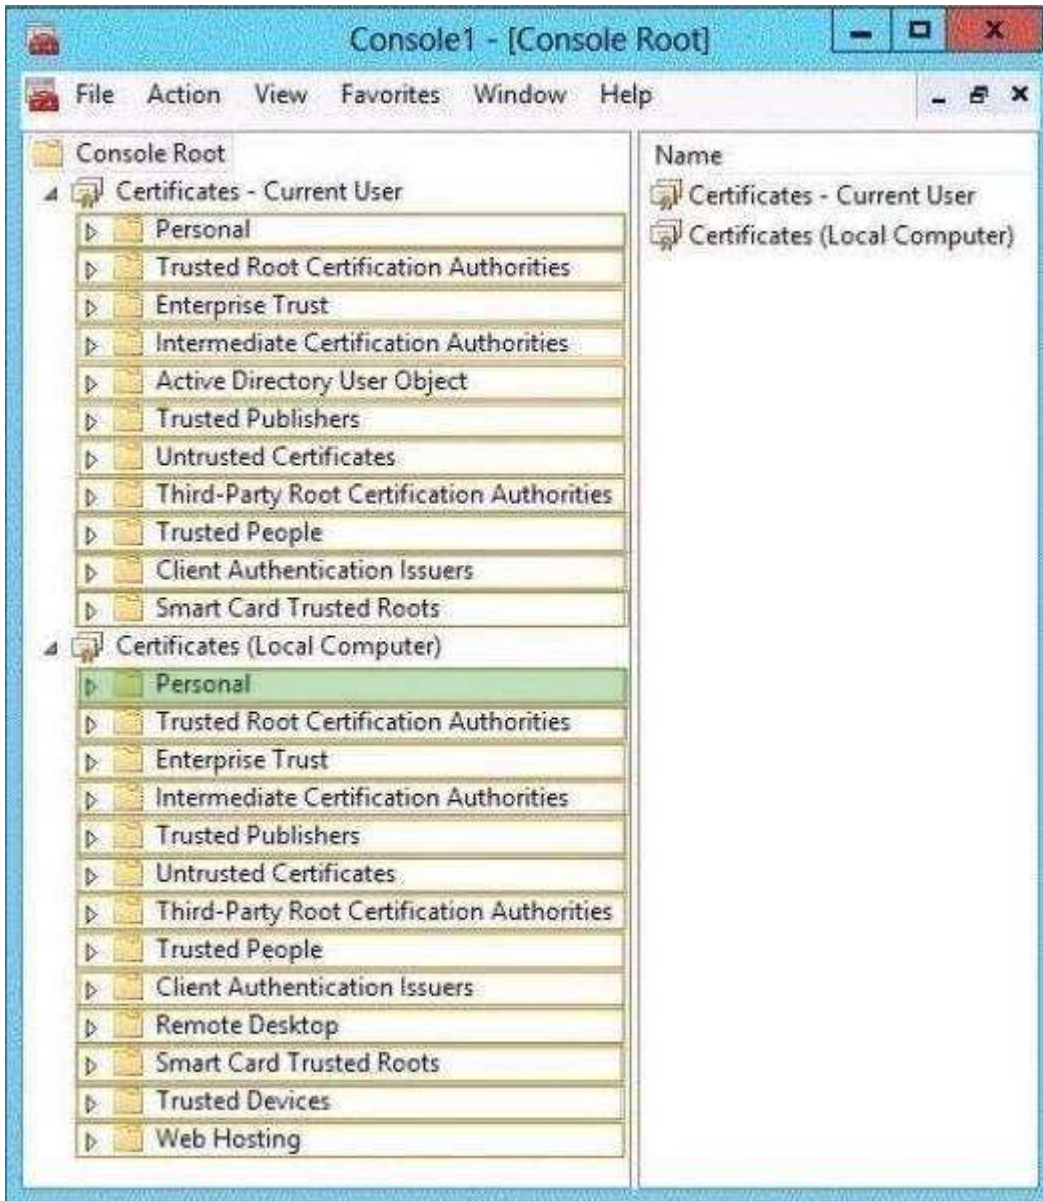 Console1 - [Console Root]
File Action View Favorites Window Help
Console Root
Certificates - Current User
Personal
Trusted Root Certification Authorities
Enterprise Trust
Intermediate Certification Authorities
Active Directory User Object
Trusted Publishers
Untrusted Certificates
Third-Party Root Certification Authorities
Trusted People
Client Authentication Issuers
Smart Card Trusted Roots
Certificates (Local Computer)
Personal
Trusted Root Certification Authorities
Enterprise Trust
Intermediate Certification Authorities
Trusted Publishers
Untrusted Certificates
Third-Party Root Certification Authorities
Trusted People
Client Authentication Issuers
Remote Desktop
Smart Card Trusted Roots
Trusted Devices
Web Hosting
Name
Certificates - Current User
Certificates (Local Computer)